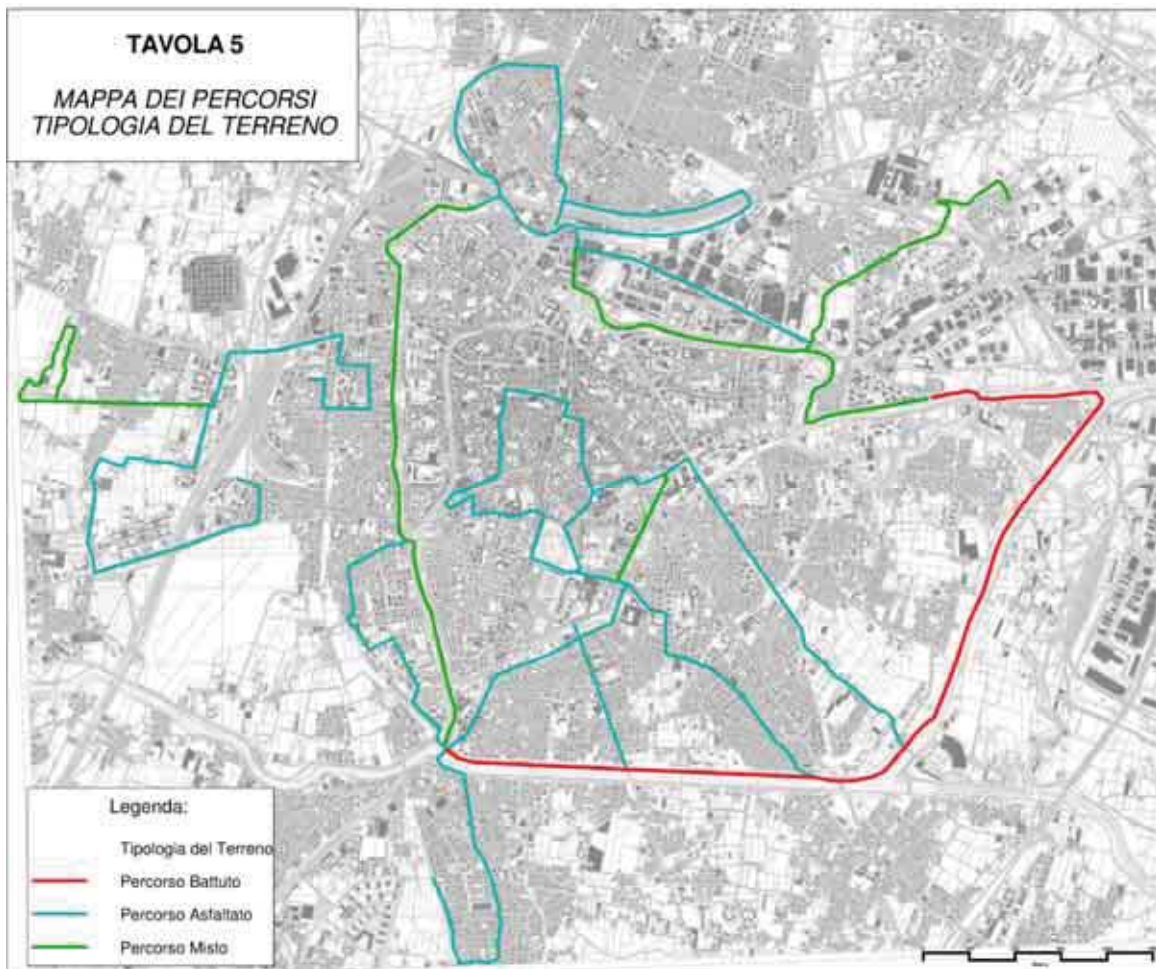 TAVOLA 5
MAPPA DEI PERCORSI
TIPOLOGIA DEL TERRENO
Legenda:
Tipologia del Terreno
Percorso Battuto
Percorso Asfaltato
Percorso Misto